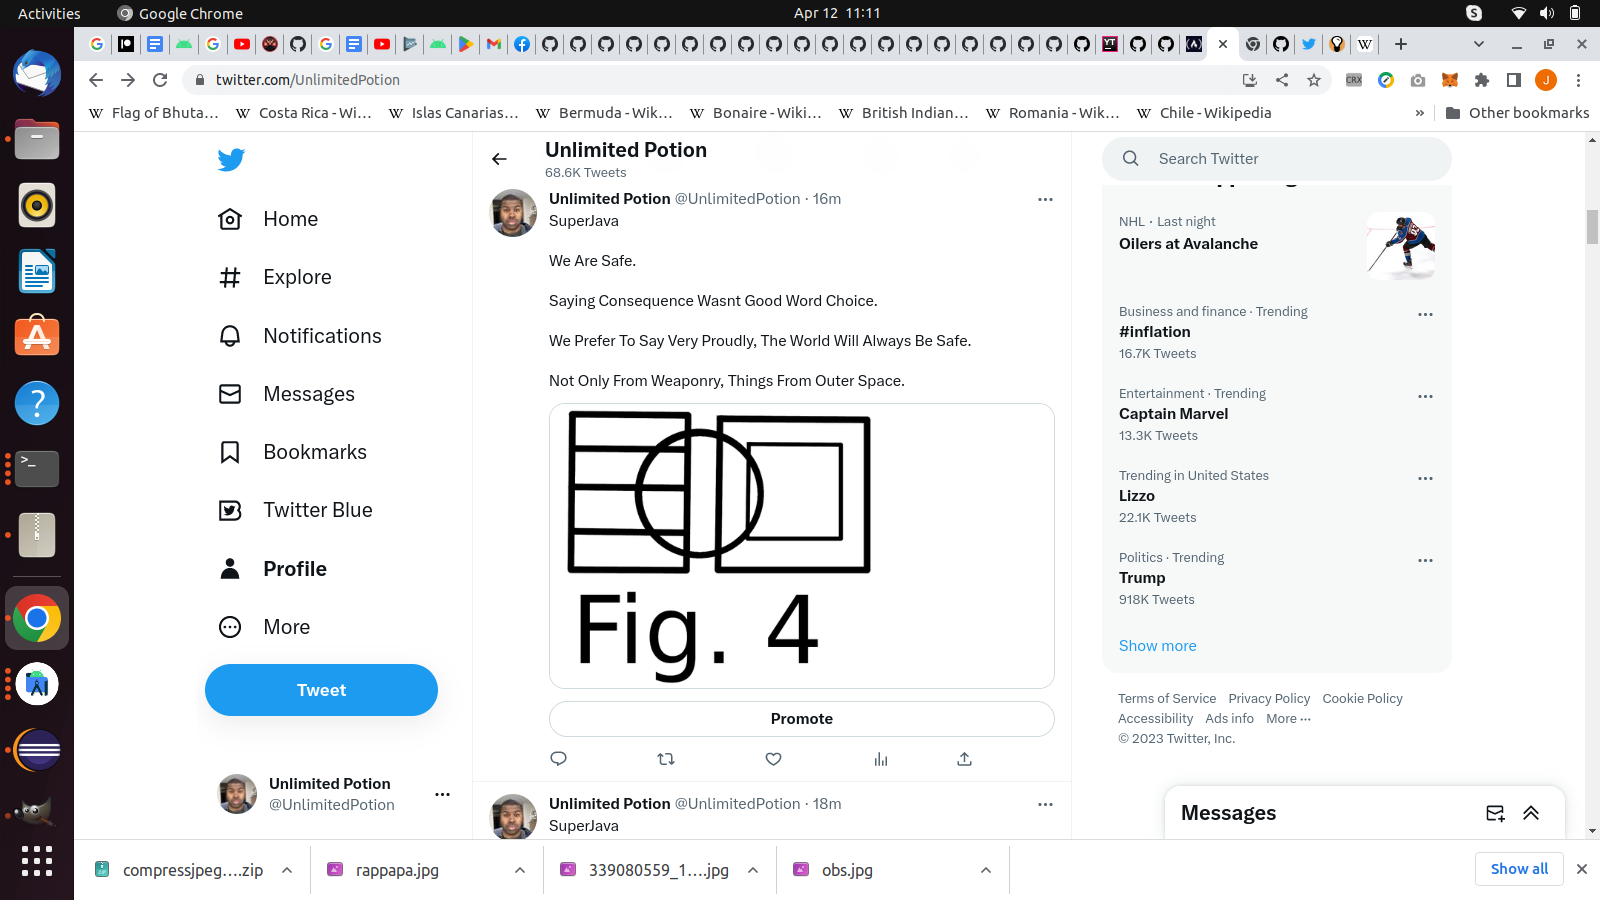 Activities
Google Chrome
Apr 12 11:11
twitter.com/UnlimitedPotion
Flag of Bhuta…
Costa Rica - Wi…
Islas Canarias…
Bermuda - Wik…
Bonaire - Wiki…
British Indian…
Romania - Wik…
Chile - Wikipedia
»
Other bookmarks
Home
Explore
Notifications
Messages
Bookmarks
Twitter Blue
Profile
More
Tweet
Unlimited Potion
@UnlimitedPotion
Unlimited Potion
68.6K Tweets
Unlimited Potion @UnlimitedPotion · 16m
SuperJava
We Are Safe.
Saying Consequence Wasnt Good Word Choice.
We Prefer To Say Very Proudly, The World Will Always Be Safe.
Not Only From Weaponry, Things From Outer Space.
Fig. 4
Promote
Unlimited Potion @UnlimitedPotion · 18m
SuperJava
Search Twitter
NHL · Last night
Oilers at Avalanche
Business and finance · Trending
#inflation
16.7K Tweets
Entertainment · Trending
Captain Marvel
13.3K Tweets
Trending in United States
Lizzo
22.1K Tweets
Politics · Trending
Trump
918K Tweets
Show more
Terms of Service Privacy Policy Cookie Policy
Accessibility Ads info More ···
© 2023 Twitter, Inc.
Messages
compressjpeg….zip
rappapa.jpg
339080559_1….jpg
obs.jpg
Show all